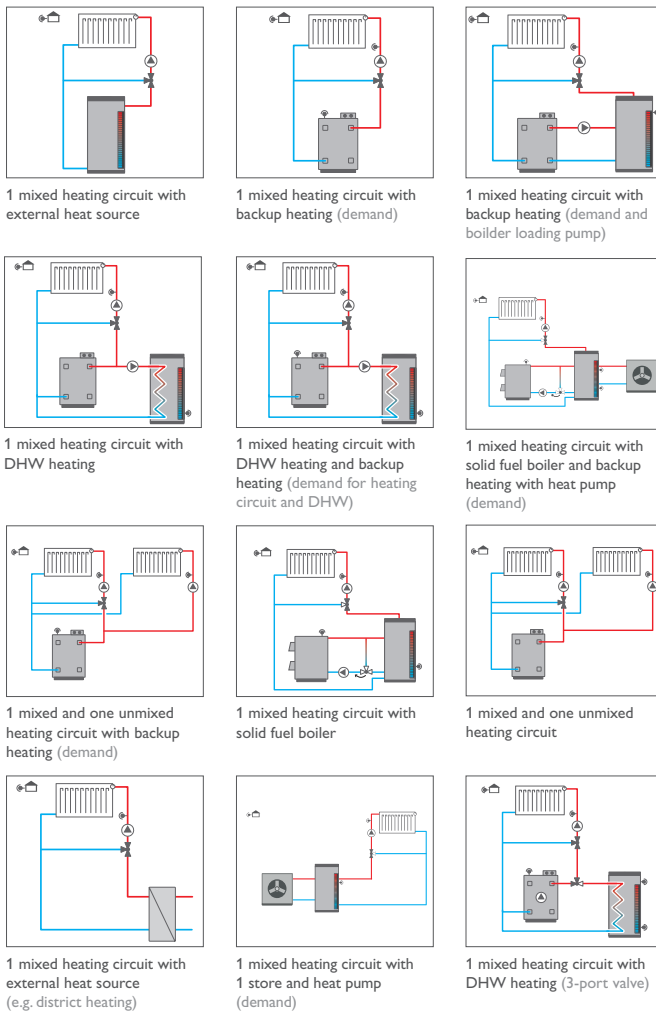 1 mixed heating circuit with
external heat source
1 mixed heating circuit with
backup heating (demand)
1 mixed heating circuit with
backup heating (demand and
boilder loading pump)
1 mixed heating circuit with
DHW heating
1 mixed heating circuit with
DHW heating and backup
heating (demand for heating
circuit and DHW)
1 mixed heating circuit with
solid fuel boiler and backup
heating with heat pump
(demand)
1 mixed and one unmixed
heating circuit with backup
heating (demand)
1 mixed heating circuit with
solid fuel boiler
1 mixed and one unmixed
heating circuit
1 mixed heating circuit with
external heat source
(e.g. district heating)
1 mixed heating circuit with
1 store and heat pump
(demand)
1 mixed heating circuit with
DHW heating (3-port valve)